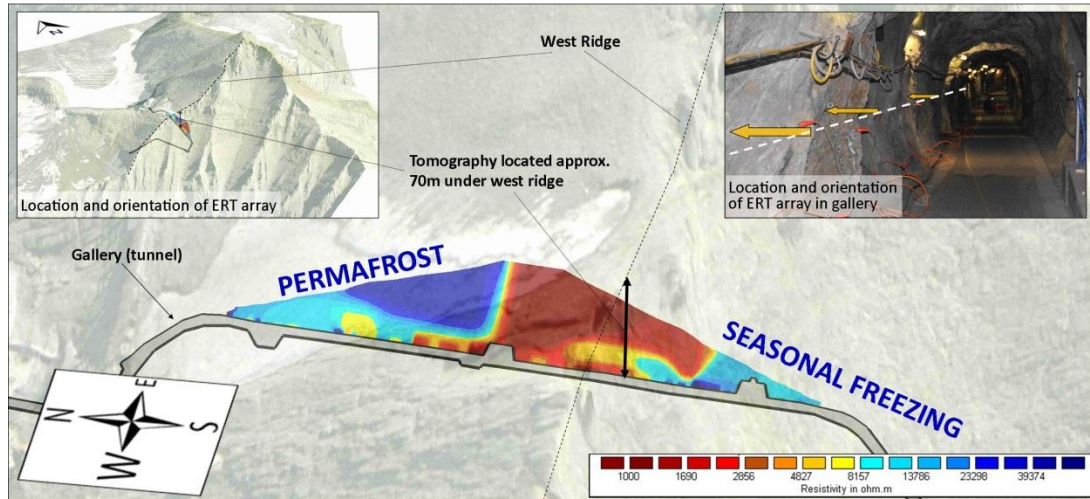 N
Location and orientation of ERT array
West Ridge
Tomography located approx.
70m under west ridge
Location and orientation
of ERT array in gallery
Gallery (tunnel)
PERMAFROST
SEASONAL FREEZING
E
N
S
W
1000 1690 2856 4827 8157 13786 23298 39374
Resistivity in ohm.m